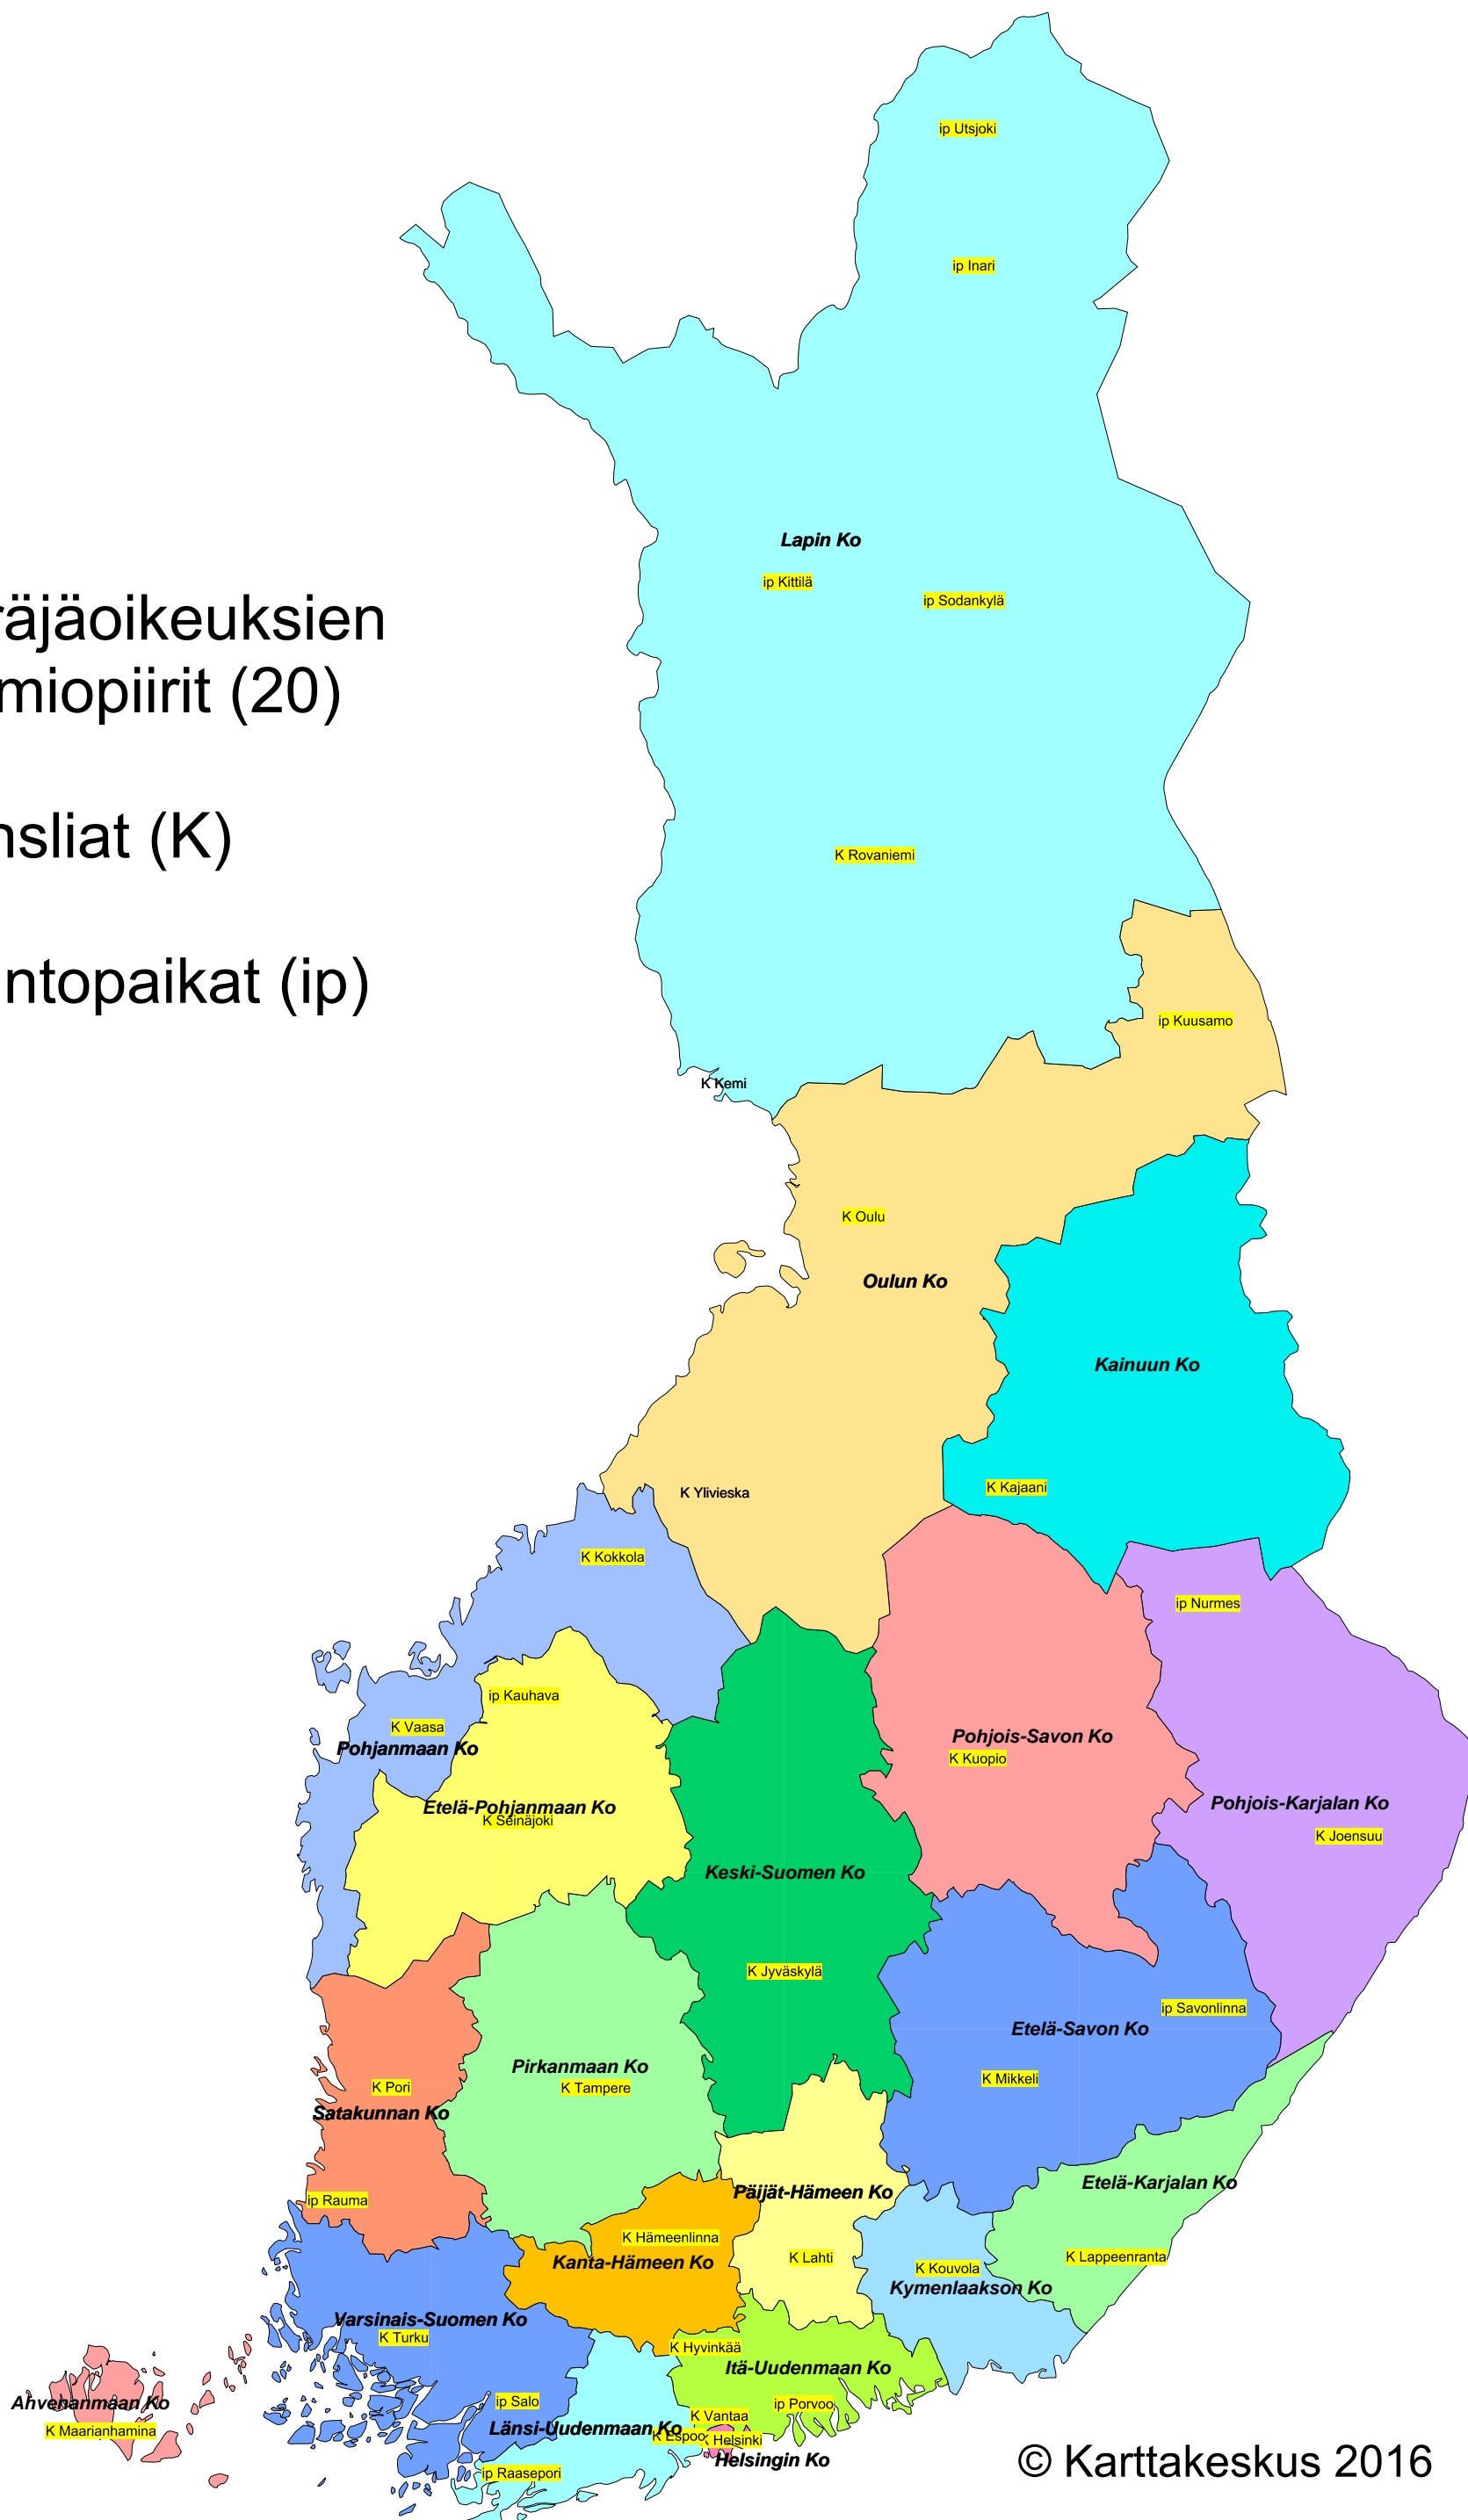 ip Utsjoki
ip Inari
Lapin Ko
ip Kittilä
ip Sodankylä
räjäoikeuksien
miopiirit (20)
nsliat (K)
K Rovaniemi
ntopaikat (ip)
ip Kuusamo
K Kemi
K Oulu
Oulun Ko
Kainuun Ko
K Kajaani
K Ylivieska
K Kokkola
ip Nurmes
ip Kauhava
K Vaasa
Pohjanmaan Ko
Pohjois-Savon Ko
K Kuopio
Etelä-Pohjanmaan Ko
K Seinäjoki
Pohjois-Karjalan Ko
K Joensuu
Keski-Suomen Ko
K Jyväskylä
ip Savonlinna
Etelä-Savon Ko
Pirkanmaan Ko
K Tampere
K Mikkeli
K Pori
Satakunnan Ko
Etelä-Karjalan Ko
Päijät-Hämeen Ko
ip Rauma
K Hämeenlinna
Kanta-Hämeen Ko
K Lahti
K Lappeenranta
K Kouvola
Kymenlaakson Ko
Varsinais-Suomen Ko
K Turku
K Hyvinkää
Itä-Uudenmaan Ko
Ahvenanmaan Ko
K Maarianhamina
ip Salo
ip Porvoo
K Vantaa
Länsi-Uudenmaan Ko
K Espoo
K Helsinki
Helsingin Ko
ip Raasepori
© Karttakeskus 2016